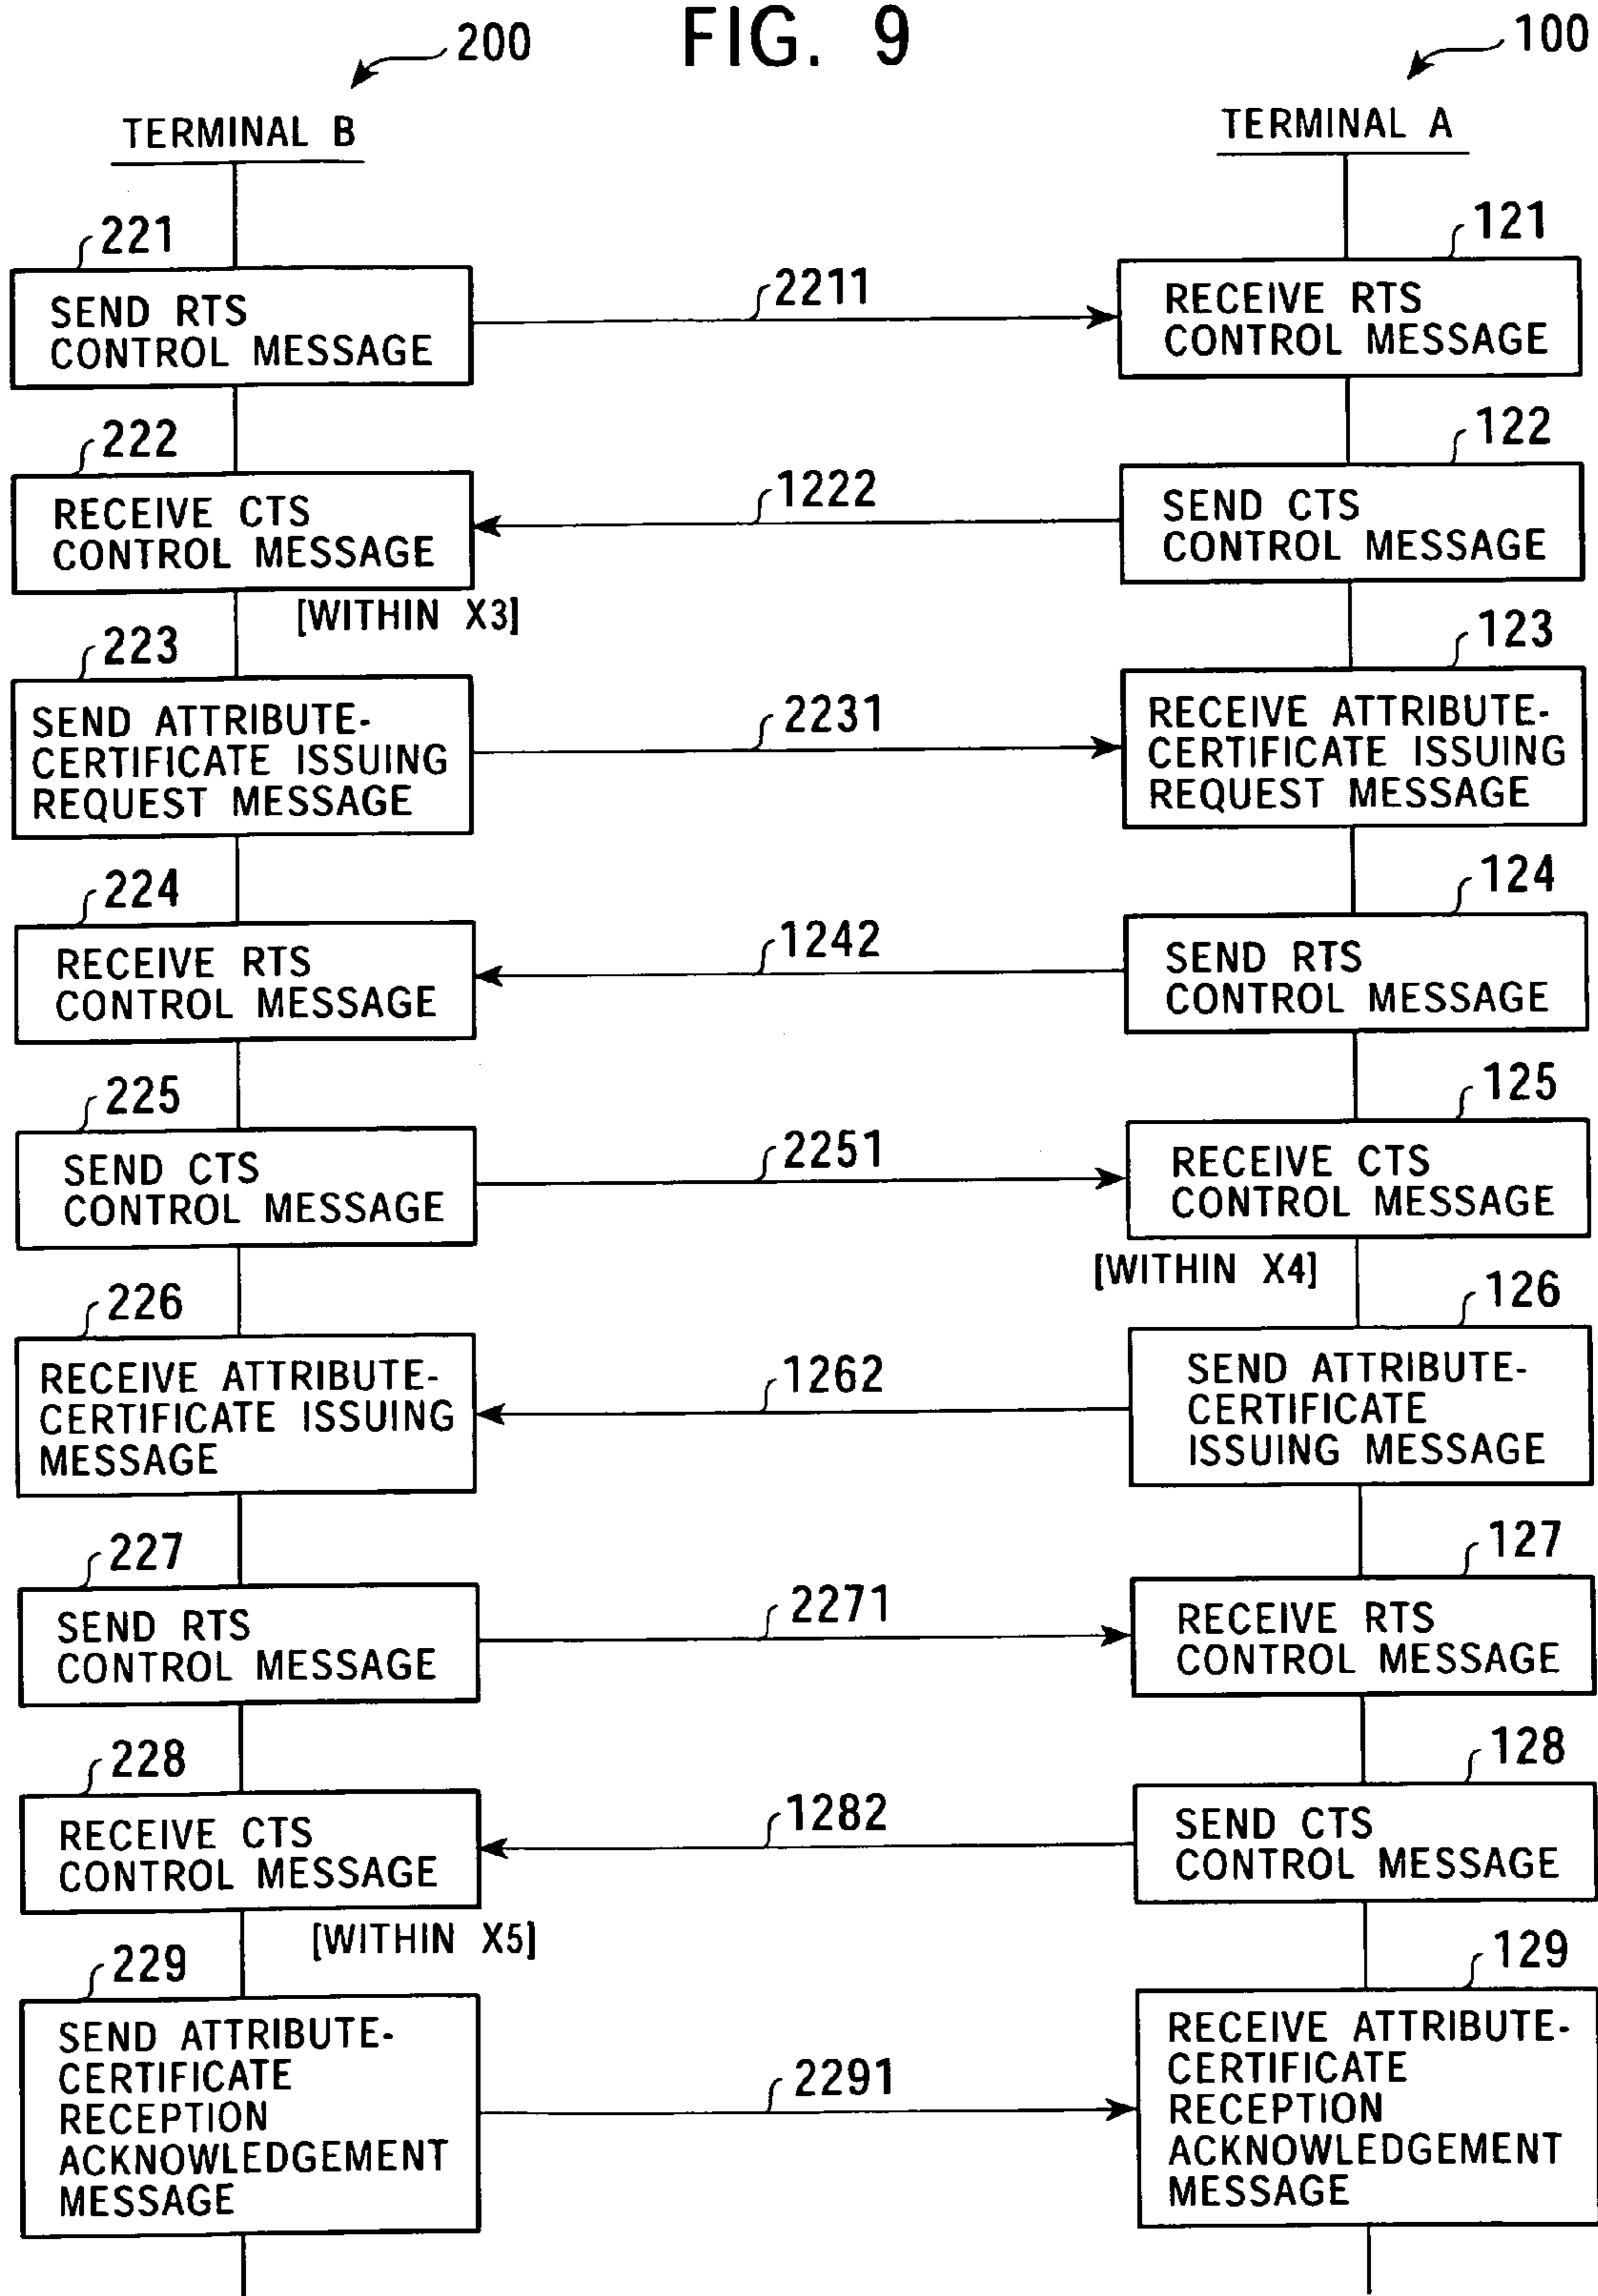 FIG. 9
200
100
TERMINAL B
TERMINAL A
221
SEND RTS
CONTROL MESSAGE
2211
121
RECEIVE RTS
CONTROL MESSAGE
222
RECEIVE CTS
CONTROL MESSAGE
1222
122
SEND CTS
CONTROL MESSAGE
[WITHIN X3]
223
SEND ATTRIBUTE-
CERTIFICATE ISSUING
REQUEST MESSAGE
2231
123
RECEIVE ATTRIBUTE-
CERTIFICATE ISSUING
REQUEST MESSAGE
224
RECEIVE RTS
CONTROL MESSAGE
1242
124
SEND RTS
CONTROL MESSAGE
225
SEND CTS
CONTROL MESSAGE
2251
125
RECEIVE CTS
CONTROL MESSAGE
[WITHIN X4]
226
RECEIVE ATTRIBUTE-
CERTIFICATE ISSUING
MESSAGE
1262
126
SEND ATTRIBUTE-
CERTIFICATE
ISSUING MESSAGE
227
SEND RTS
CONTROL MESSAGE
2271
127
RECEIVE RTS
CONTROL MESSAGE
228
RECEIVE CTS
CONTROL MESSAGE
1282
128
SEND CTS
CONTROL MESSAGE
[WITHIN X5]
229
SEND ATTRIBUTE-
CERTIFICATE
RECEPTION
ACKNOWLEDGEMENT
MESSAGE
2291
129
RECEIVE ATTRIBUTE-
CERTIFICATE
RECEPTION
ACKNOWLEDGEMENT
MESSAGE